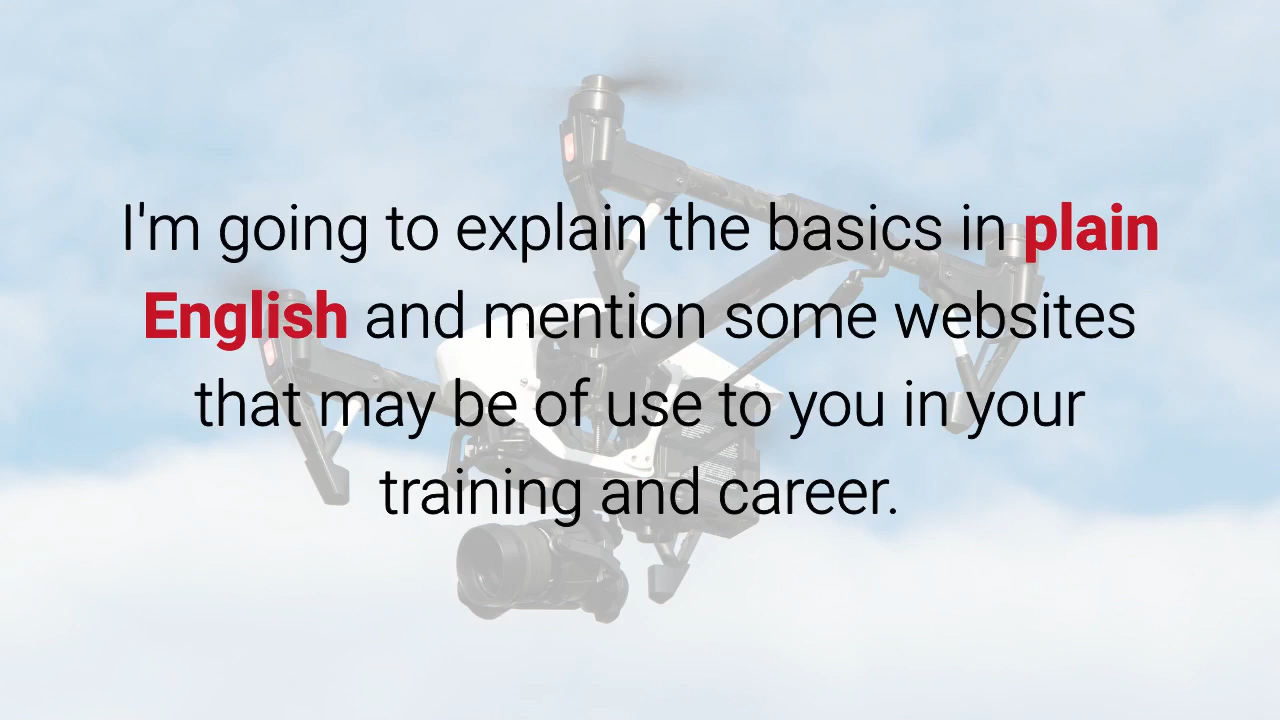 I'm going to explain the basics in plain
English and mention some websites
that may be of use to you in your
training and career.